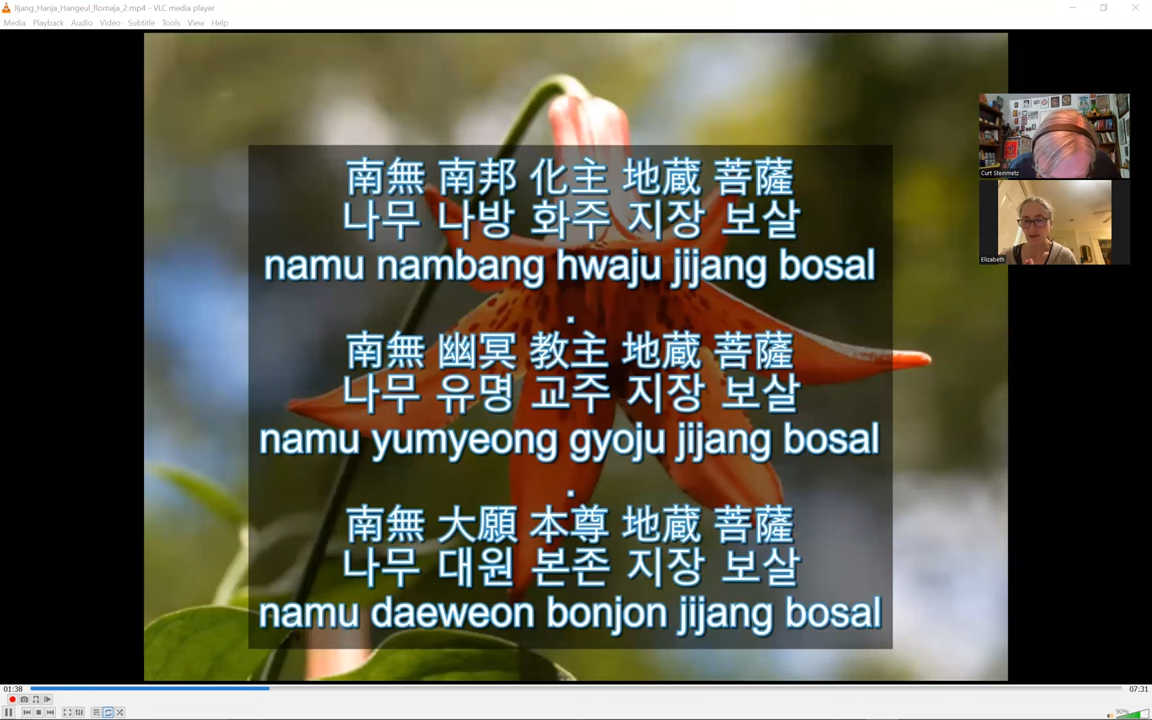 Jijang_Hanja_Hangeul_Romaja_2.mp4 - VLC media player
Media Playback Audio Video Subtitle Tools View Help
南無 南邦 化主 地蔵 菩薩
나무 나방 화주 지장 보살
namu nambang hwaju jijang bosal
.
南無 幽冥 教主 地蔵 菩薩
나무 유명 교주 지장 보살
namu yumyeong gyoju jijang bosal
.
南無 大願 本尊 地蔵 菩薩
나무 대원 본존 지장 보살
namu daeweon bonjon jijang bosal
Curt Steinmetz
Elizabeth
01:38
07:31
90%